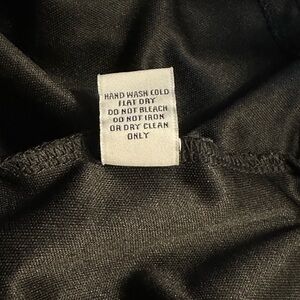 HAND WASH COLD
FLAT DRY
DO NOT BLEACH
DO NOT IRON
OR DRY CLEAN
ONLY